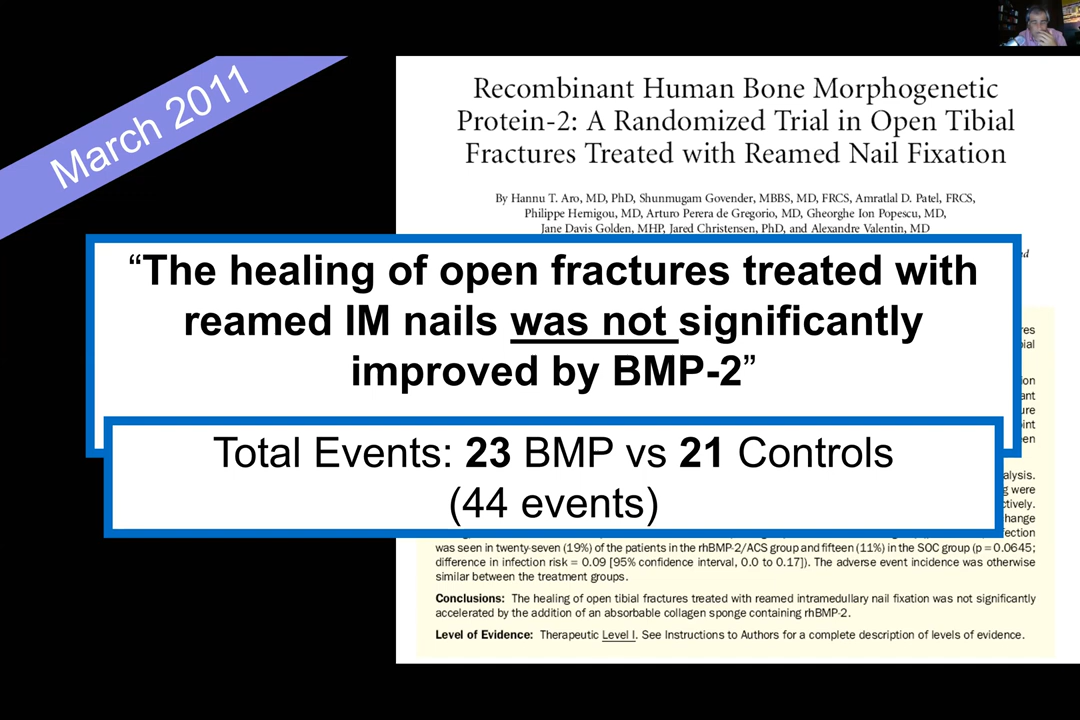 March 2011
Recombinant Human Bone Morphogenetic
Protein-2: A Randomized Trial in Open Tibial
Fractures Treated with Reamed Nail Fixation
By Hannu T. Aro, MD, PhD, Shunmugam Govender, MBBS, MD, FRCS, Amratlal D. Patel, FRCS,
Philippe Hernigou, MD, Arturo Perera de Gregorio, MD, Gheorghe Ion Popescu, MD,
Jane Davis Golden, MHP, Jared Christensen, PhD, and Alexandre Valentin, MD
“The healing of open fractures treated with
reamed IM nails was not significantly
improved by BMP-2”
Total Events: 23 BMP vs 21 Controls
(44 events)
was seen in twenty-seven (19%) of the patients in the rhBMP-2/ACS group and fifteen (11%) in the SOC group (p = 0.0645;
difference in infection risk = 0.09 [95% confidence interval, 0.0 to 0.17]). The adverse event incidence was otherwise
similar between the treatment groups.
Conclusions: The healing of open tibial fractures treated with reamed intramedullary nail fixation was not significantly
accelerated by the addition of an absorbable collagen sponge containing rhBMP-2.
Level of Evidence: Therapeutic Level I. See Instructions to Authors for a complete description of levels of evidence.